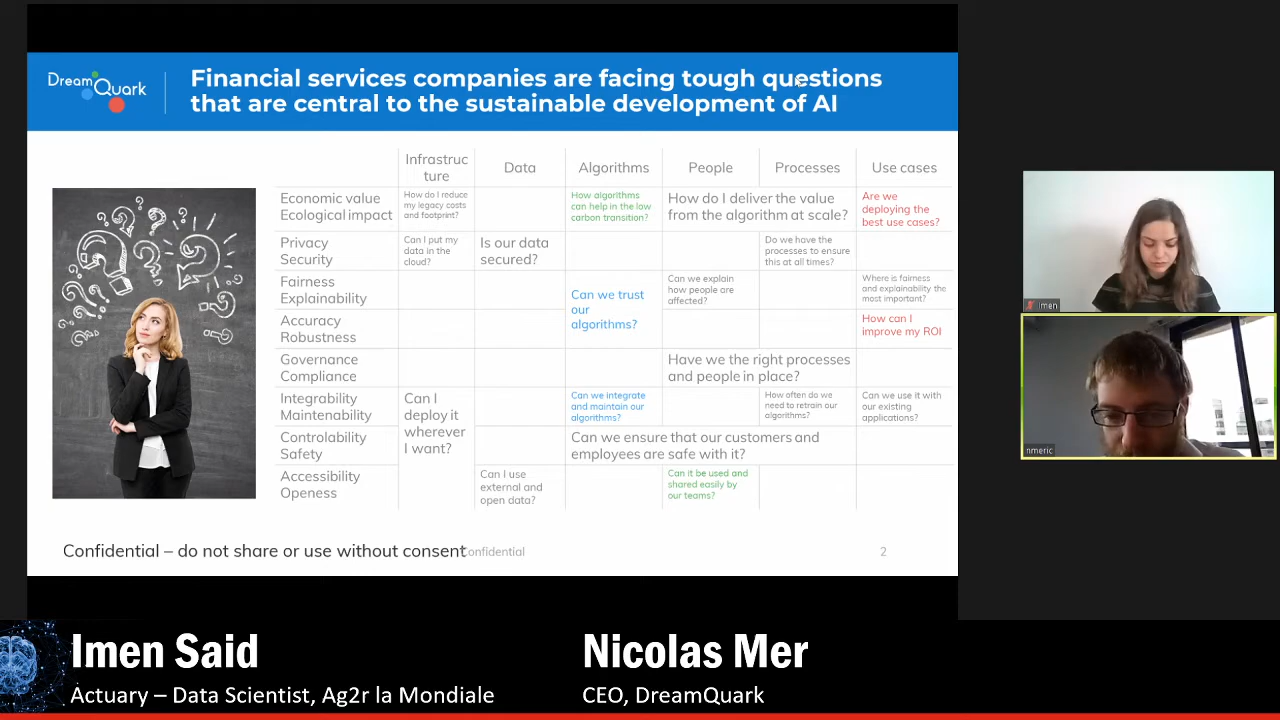 DreamQuark
Financial services companies are facing tough questions
that are central to the sustainable development of AI
Infrastruc
ture
Data
Algorithms
People
Processes
Use cases
Economic value
Ecological impact
How do I reduce
my legacy costs
and footprint?
How algorithms
can help in the low
carbon transition?
How do I deliver the value
from the algorithm at scale?
Are we
deploying the
best use cases?
Privacy
Security
Can I put my
data in the
cloud?
Is our data
secured?
Do we have the
processes to ensure
this at all times?
Fairness
Explainability
Can we trust
our
algorithms?
Can we explain
how people are
affected?
Where is fairness
and explainability the
most important?
Accuracy
Robustness
How can I
improve my ROI
Governance
Compliance
Have we the right processes
and people in place?
Integrability
Maintenability
Can I
deploy it
wherever
I want?
Can we integrate
and maintain our
algorithms?
How often do we
need to retrain our
algorithms?
Can we use it with
our existing
applications?
Controlability
Safety
Can we ensure that our customers and
employees are safe with it?
Accessibility
Openess
Can I use
external and
open data?
Can it be used and
shared easily by
our teams?
Confidential – do not share or use without consent
onfidential
2
Imen
nmeric
Imen Said
Actuary – Data Scientist, Ag2r la Mondiale
Nicolas Mer
CEO, DreamQuark